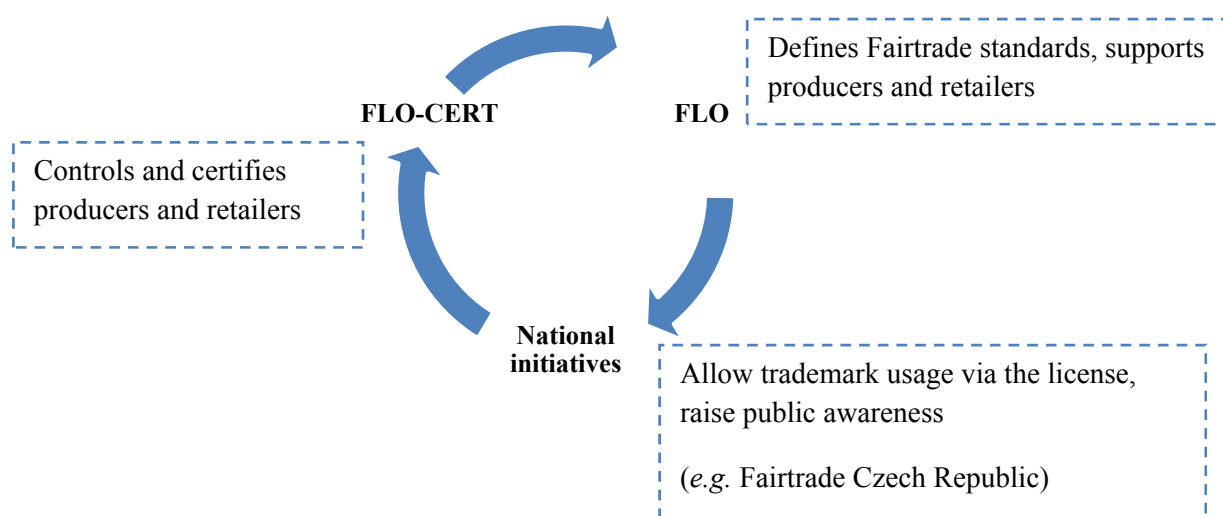 Defines Fairtrade standards, supports
producers and retailers
FLO-CERT
FLO
Controls and certifies
producers and retailers
National
initiatives
Allow trademark usage via the license,
raise public awareness
(e.g. Fairtrade Czech Republic)